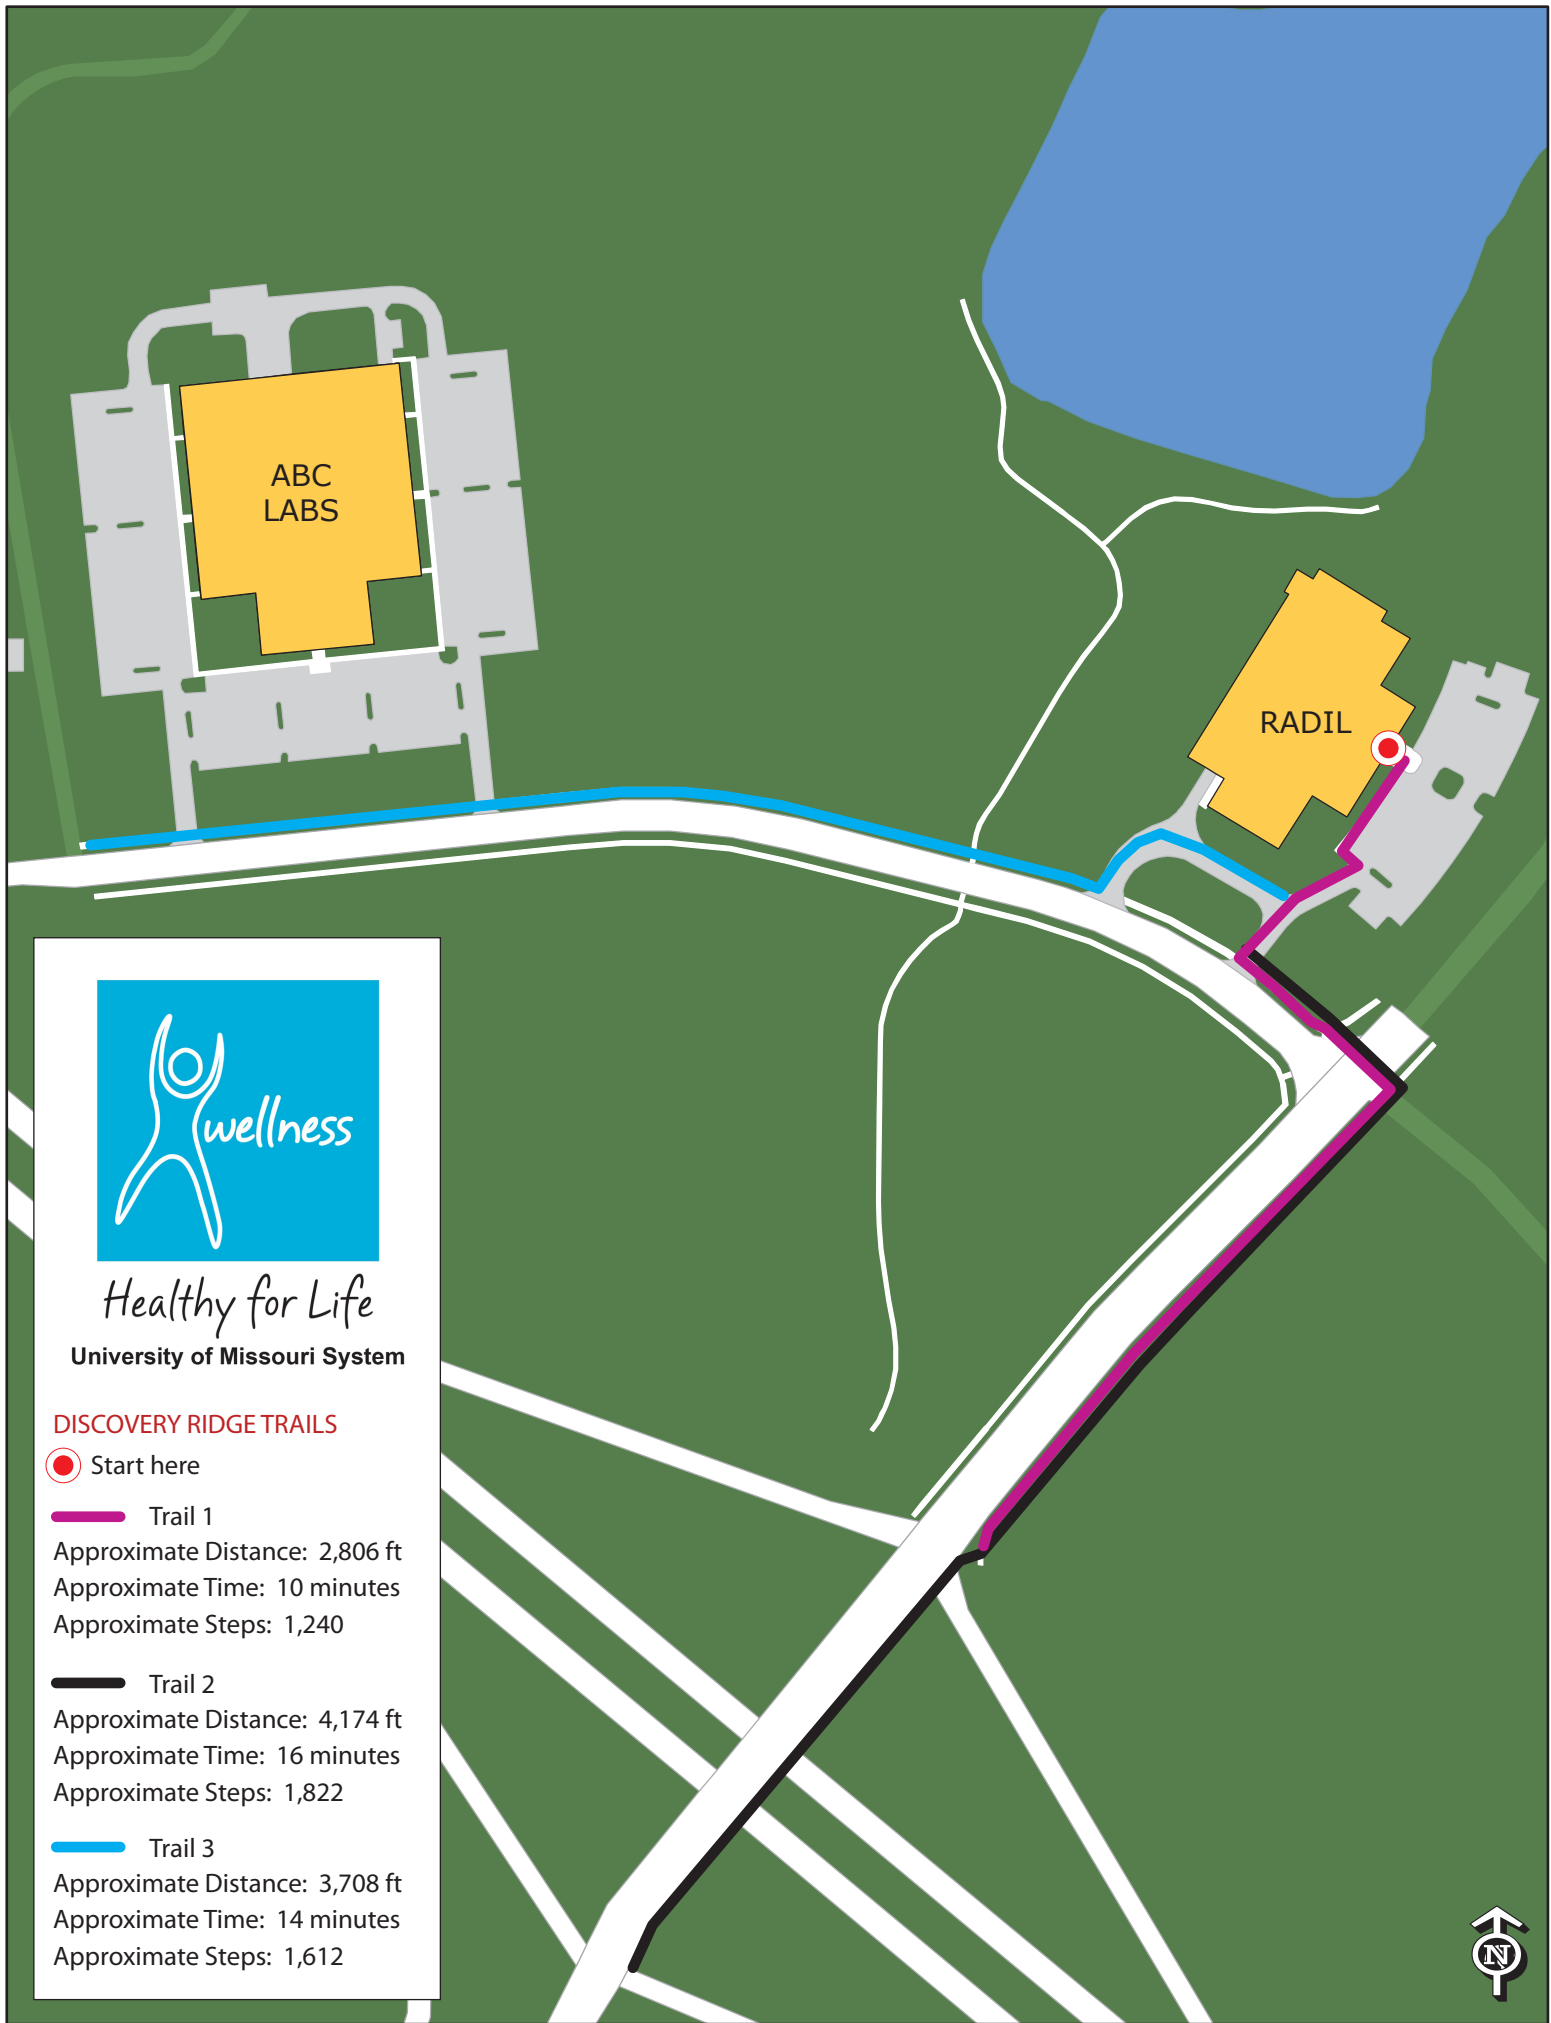 ABC
LABS
RADIL
wellness
Healthy for Life
University of Missouri System
DISCOVERY RIDGE TRAILS
Start here
Trail 1
Approximate Distance: 2,806 ft
Approximate Time: 10 minutes
Approximate Steps: 1,240
Trail 2
Approximate Distance: 4,174 ft
Approximate Time: 16 minutes
Approximate Steps: 1,822
Trail 3
Approximate Distance: 3,708 ft
Approximate Time: 14 minutes
Approximate Steps: 1,612
N